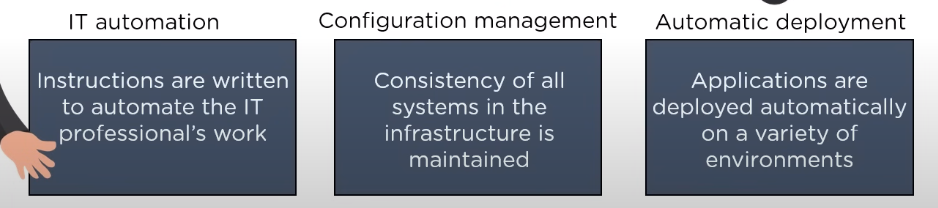 IT automation
Configuration management
Automatic deployment
Instructions are written
to automate the IT
professional's work
Consistency of all
systems in the
infrastructure is
maintained
Applications are
deployed automatically
on a variety of
environments